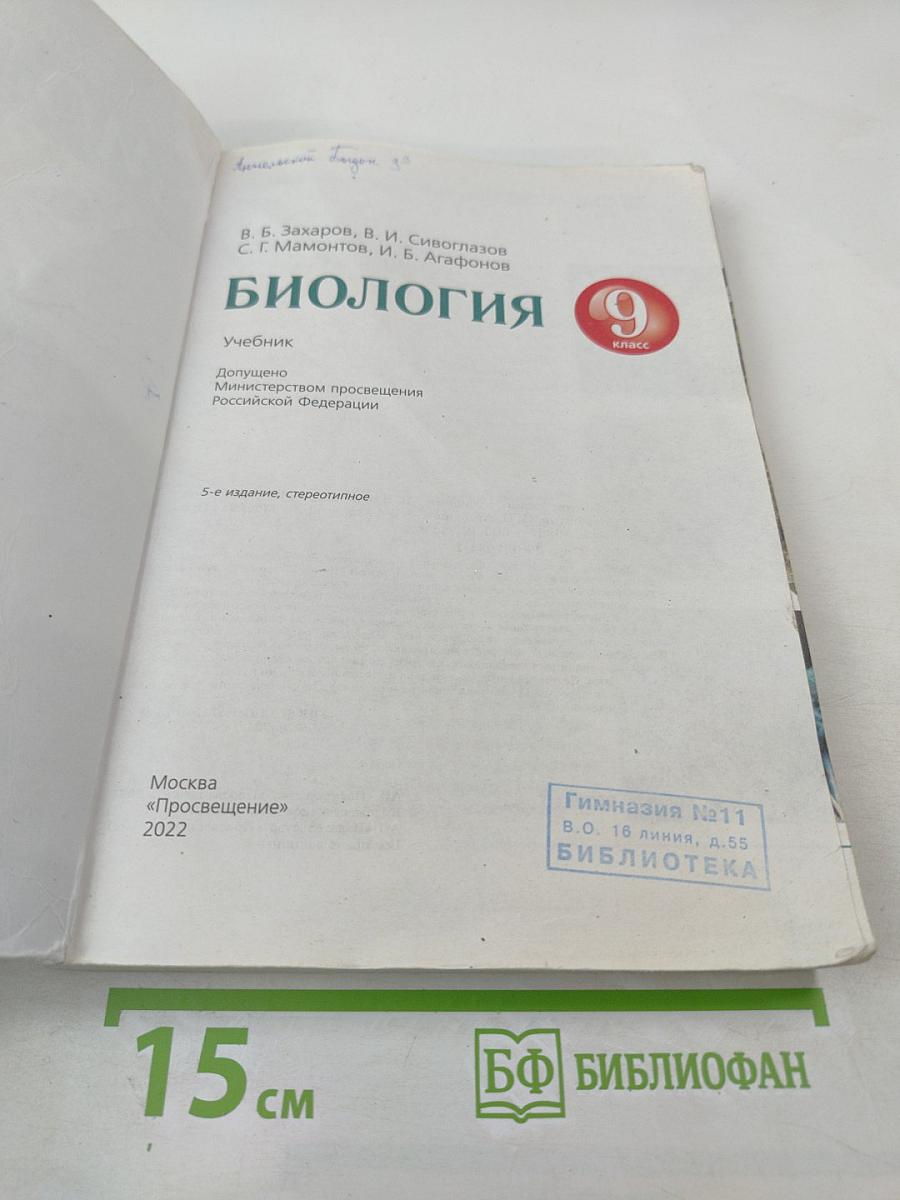 В. Б. Захаров, В. И. Сивоглазов
С. Г. Мамонтов, И. Б. Агафонов
БИОЛОГИЯ
9
класс
Учебник
Допущено
Министерством просвещения
Российской Федерации
5-е издание, стереотипное
Москва
«Просвещение»
2022
Гимназия №11
В.О. 16 линия, д.55
БИБЛИОТЕКА
15 см
БФ БИБЛИОФАН